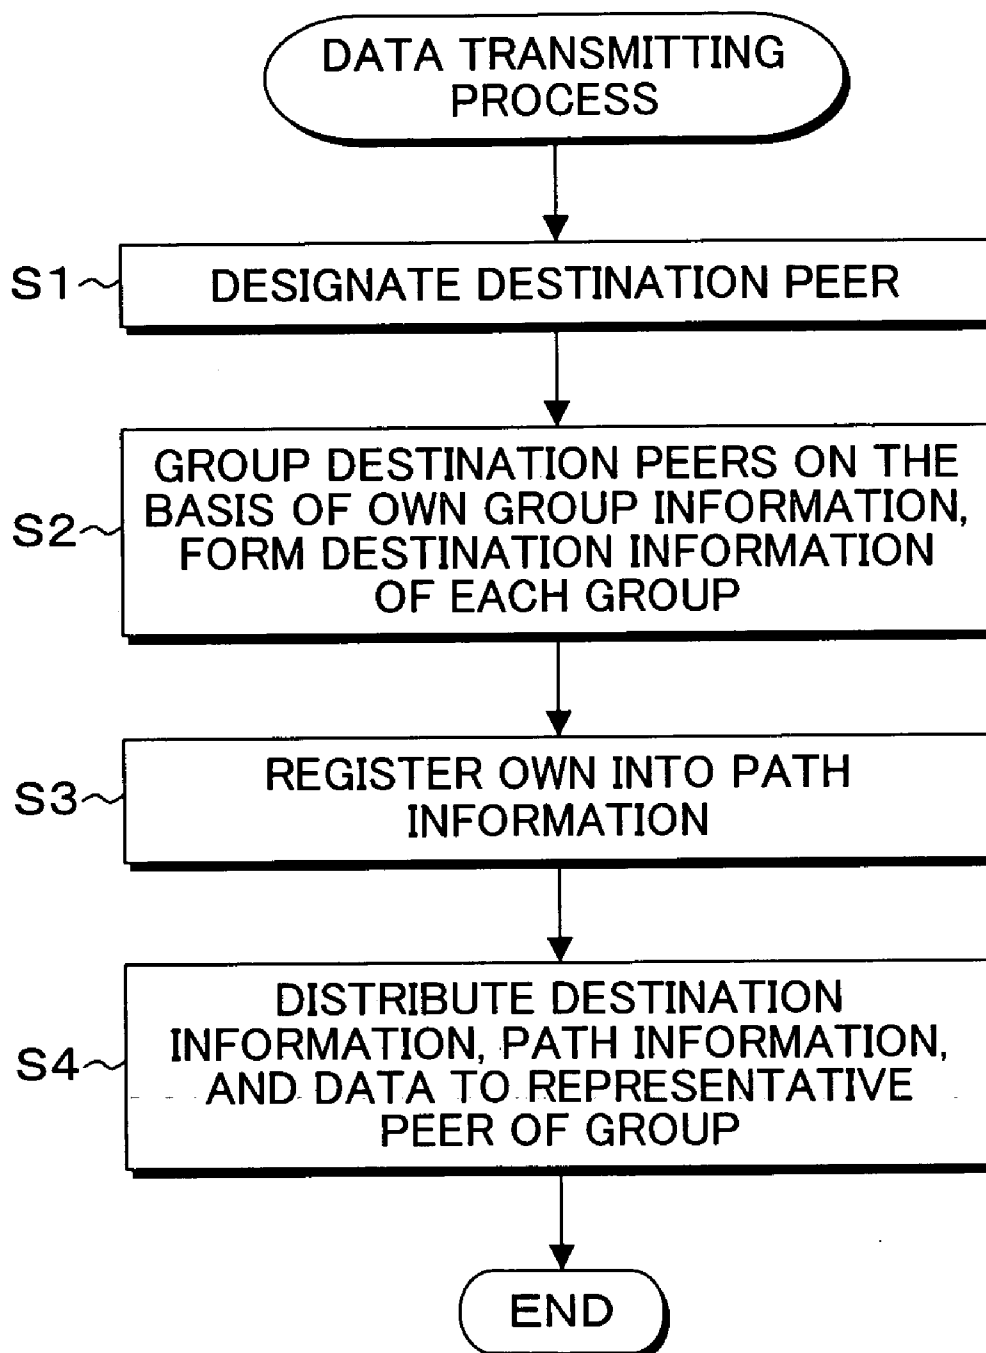 DATA TRANSMITTING
PROCESS
S1
DESIGNATE DESTINATION PEER
S2
GROUP DESTINATION PEERS ON THE
BASIS OF OWN GROUP INFORMATION,
FORM DESTINATION INFORMATION
OF EACH GROUP
S3
REGISTER OWN INTO PATH
INFORMATION
S4
DISTRIBUTE DESTINATION
INFORMATION, PATH INFORMATION,
AND DATA TO REPRESENTATIVE
PEER OF GROUP
END